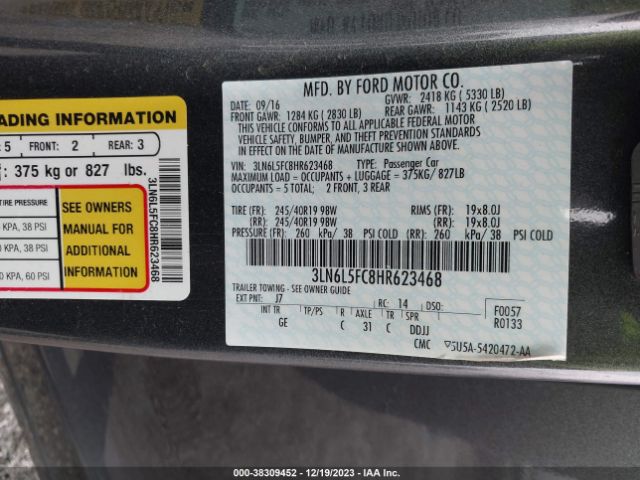 ADING INFORMATION
5 FRONT: 2 REAR: 3
: 375 kg or 827 lbs.
TIRE PRESSURE
KPA, 38 PSI
KPA, 38 PSI
0 KPA, 60 PSI
SEE OWNERS
MANUAL FOR
ADDITIONAL
INFORMATION
3LN6L5FC8HR623468
MFD. BY FORD MOTOR CO.
DATE: 09/16 GVWR: 2418 KG ( 5330 LB)
FRONT GAWR: 1284 KG ( 2830 LB) REAR GAWR: 1143 KG ( 2520 LB)
THIS VEHICLE CONFORMS TO ALL APPLICABLE FEDERAL MOTOR
VEHICLE SAFETY, BUMPER, AND THEFT PREVENTION STANDARDS
IN EFFECT ON THE DATE OF MANUFACTURE SHOWN ABOVE.
VIN: 3LN6L5FC8HR623468 TYPE: Passenger Car
MAXIMUM LOAD = OCCUPANTS + LUGGAGE = 375KG/ 827LB
OCCUPANTS = 5 TOTAL; 2 FRONT, 3 REAR
TIRE (FR): 245/40R19 98W RIMS (FR): 19x8.0J
(RR): 245/40R19 98W (RR): 19x8.0J
PRESSURE (FR): 260 kPa/ 38 PSI COLD (RR): 260 kPa/ 38 PSI COLD
3LN6L5FC8HR623468
TRAILER TOWING - SEE OWNER GUIDE
EXT PNT: J7 RC: 14 DSO: F0057
INT TR TP/PS R AXLE TR SPR R0133
GE C 31 C DDJJ
CMC 5U5A-5420472-AA
000-38309452 - 12/19/2023 - IAAI.COM